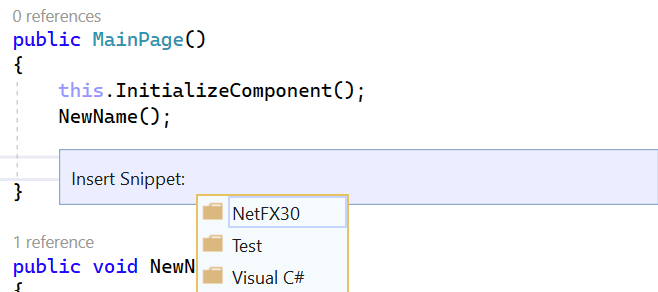 0 references
public MainPage()
{
this.InitializeComponent();
NewName();
Insert Snippet:
}
NetFX30
Test
1 reference
public void NewN
Visual C#
{